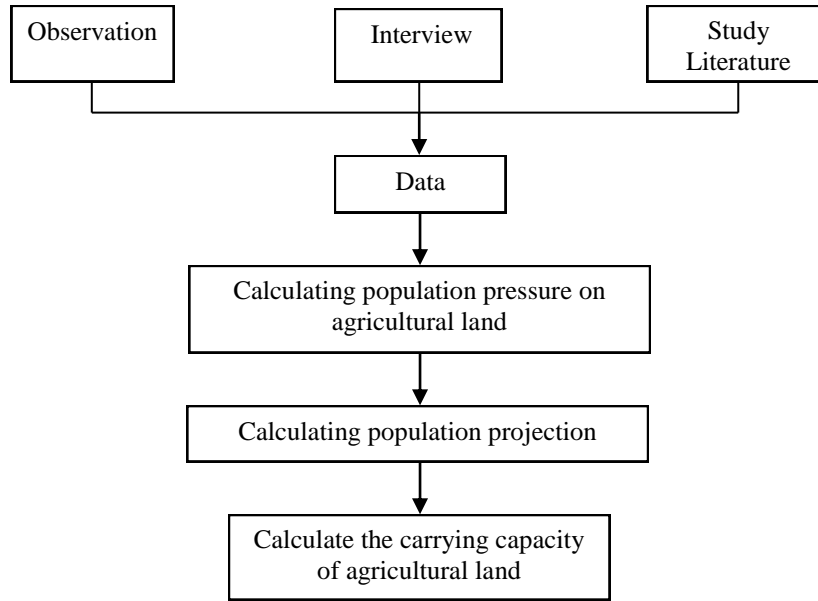 Observation
Interview
Study
Literature
Data
Calculating population pressure on
agricultural land
Calculating population projection
Calculate the carrying capacity
of agricultural land